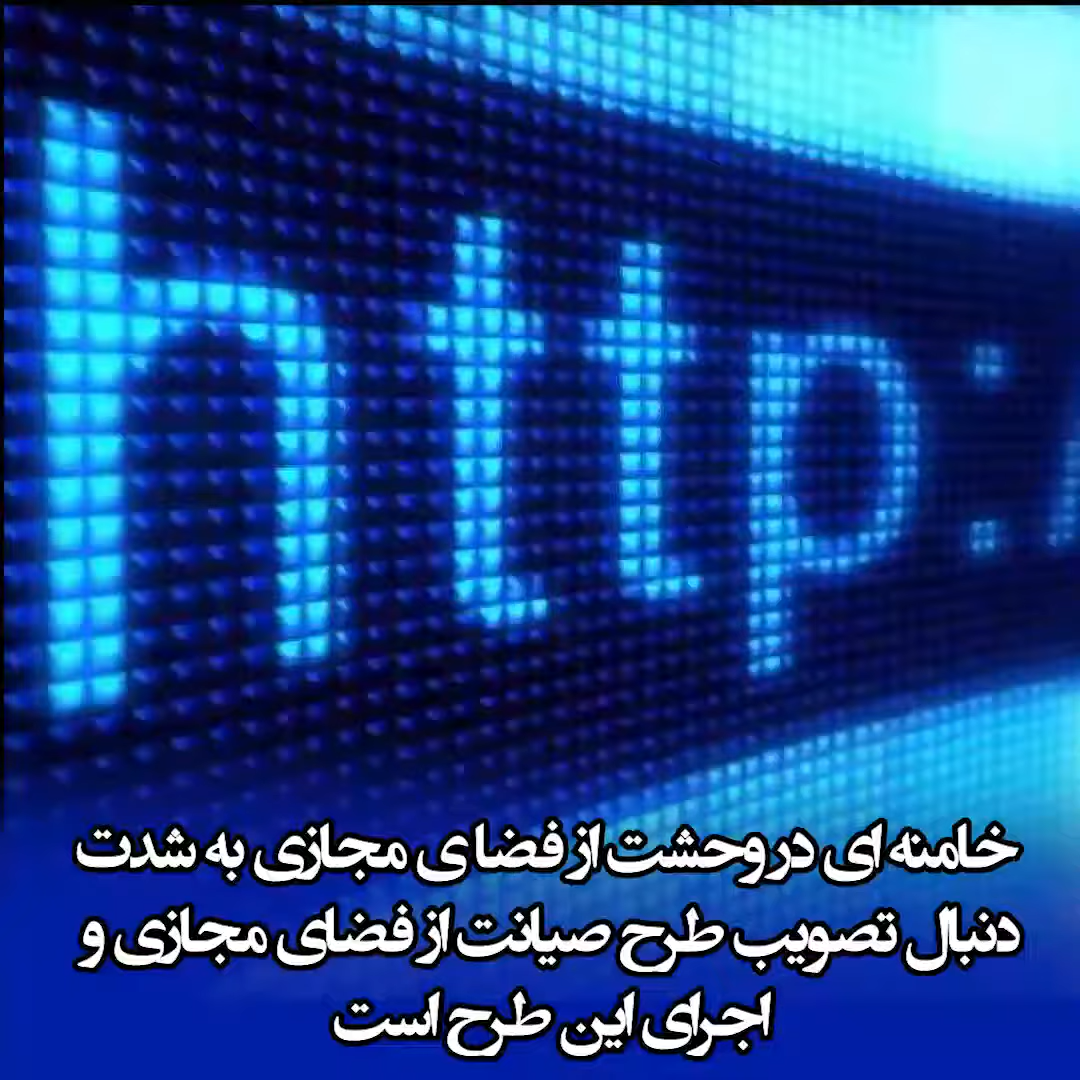 http:/
خامنه ای در وحشت از فضای مجازی به شدت
دنبال تصویب طرح صیانت از فضای مجازی و
اجرای این طرح است